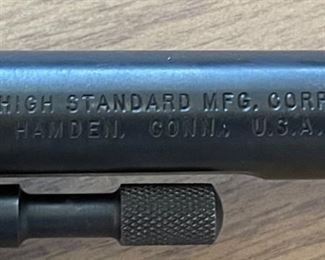 HIGH STANDARD MFG. CORP
HAMDEN, CONN., U.S.A.